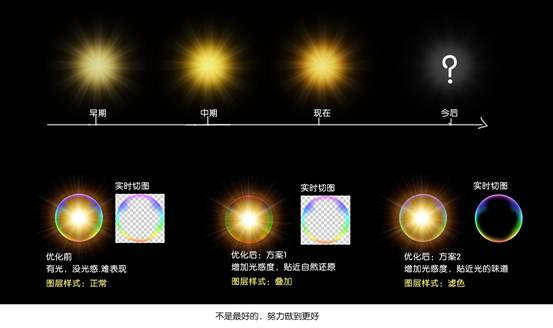 ?
早期
中期
现在
今后
实时切图
实时切图
实时切图
优化前
有光，没光感.难表现
图层样式：正常
优化后：方案1
增加光感度，贴近自然还原
图层样式：叠加
优化后：方案2
增加光感度，贴近光的味道
图层样式：滤色
不是最好的，努力做到更好